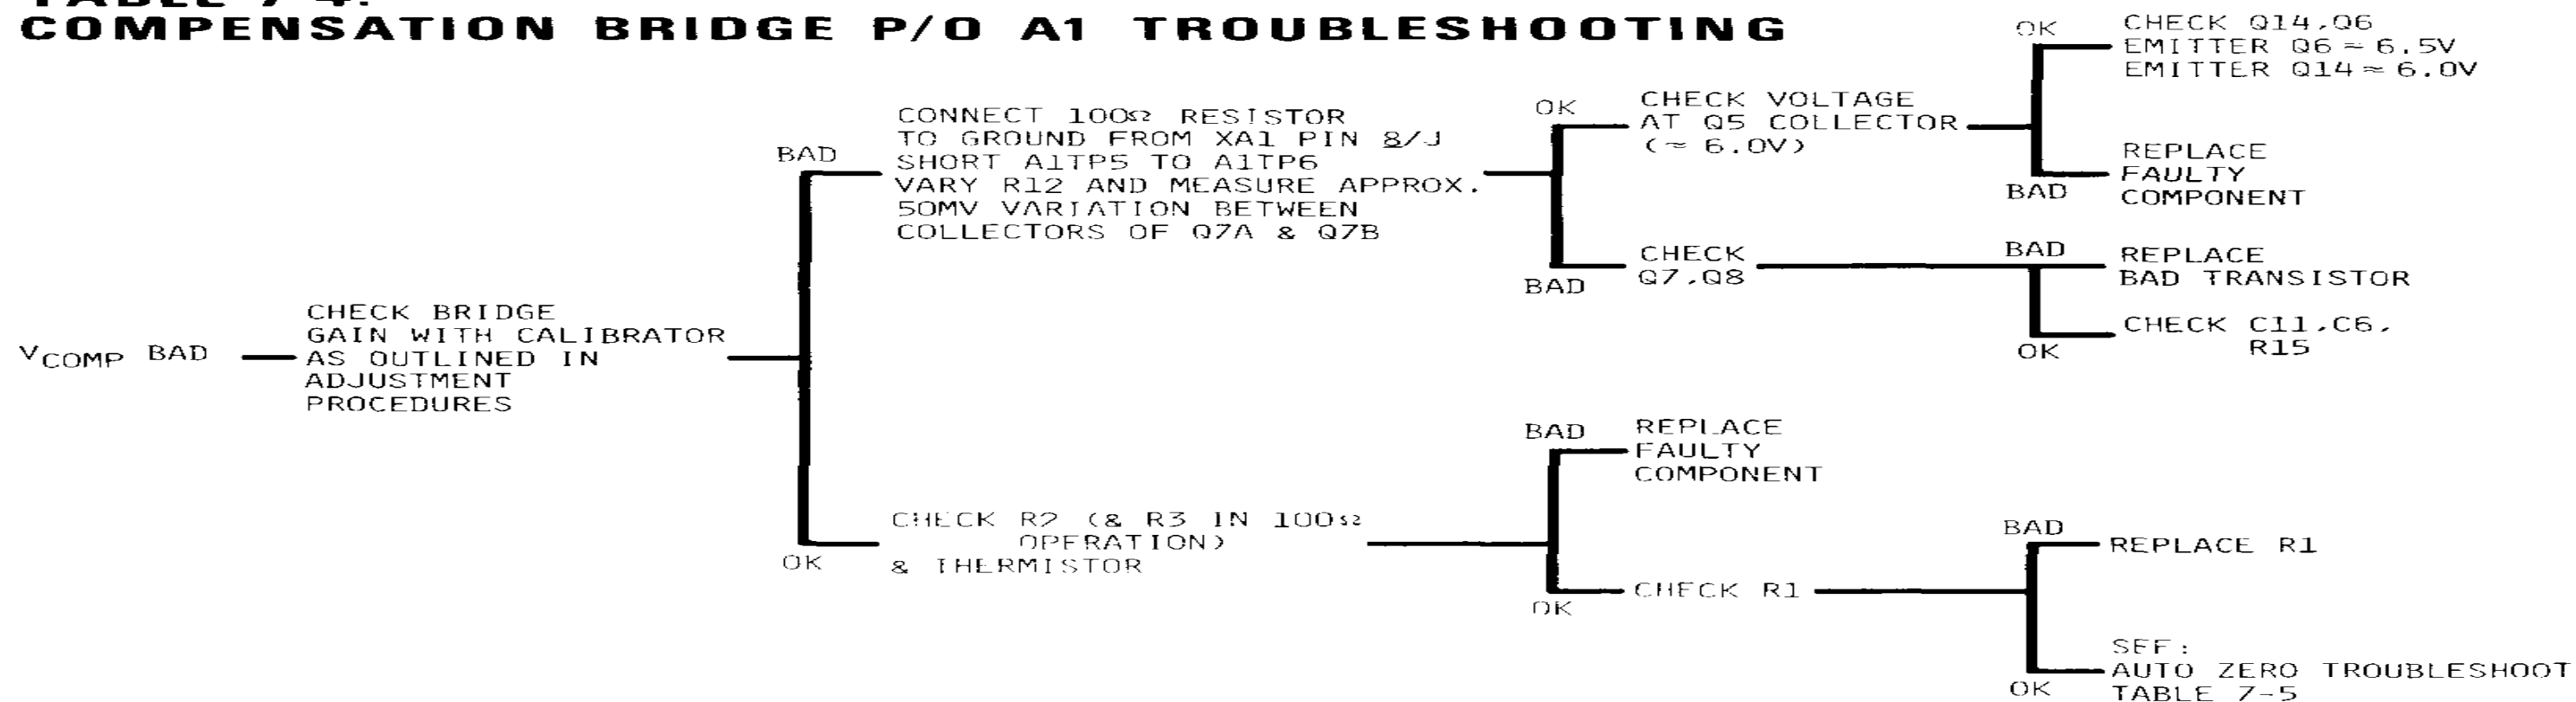 TABLE 7-4.
COMPENSATION BRIDGE P/O A1 TROUBLESHOOTING
VCOMP BAD
CHECK BRIDGE
GAIN WITH CALIBRATOR
AS OUTLINED IN
ADJUSTMENT
PROCEDURES
BAD
CONNECT 100Ω RESISTOR
TO GROUND FROM XA1 PIN 8/J
SHORT A1TP5 TO A1TP6
VARY R12 AND MEASURE APPROX.
50MV VARIATION BETWEEN
COLLECTORS OF Q7A & Q7B
OK
CHECK VOLTAGE
AT Q5 COLLECTOR
(≈ 6.0V)
OK
CHECK Q14,Q6
EMITTER Q6 ≈ 6.5V
EMITTER Q14 ≈ 6.0V
BAD
REPLACE
FAULTY
COMPONENT
BAD
CHECK
Q7,Q8
BAD
REPLACE
BAD TRANSISTOR
OK
CHECK C11,C6,
R15
OK
CHECK R2 (& R3 IN 100Ω
OPERATION)
& THERMISTOR
BAD
REPLACE
FAULTY
COMPONENT
OK
CHECK R1
BAD
REPLACE R1
OK
SEE:
AUTO ZERO TROUBLESHOOT
TABLE 7-5